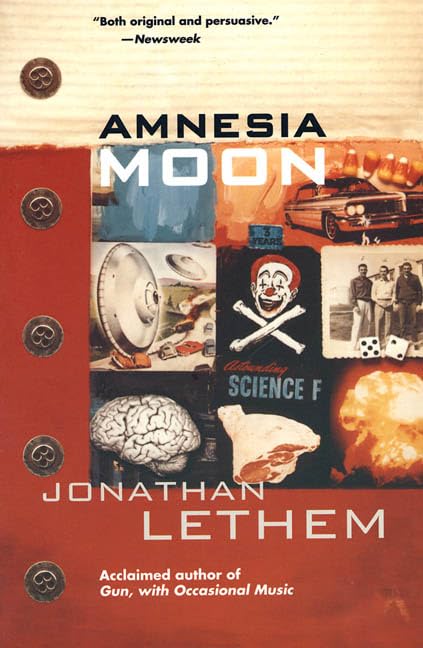 “Both original and persuasive.”
—Newsweek
AMNESIA
MOON
3
YEARS
Astounding
SCIENCE F
JONATHAN
LETHEM
Acclaimed author of
Gun, with Occasional Music